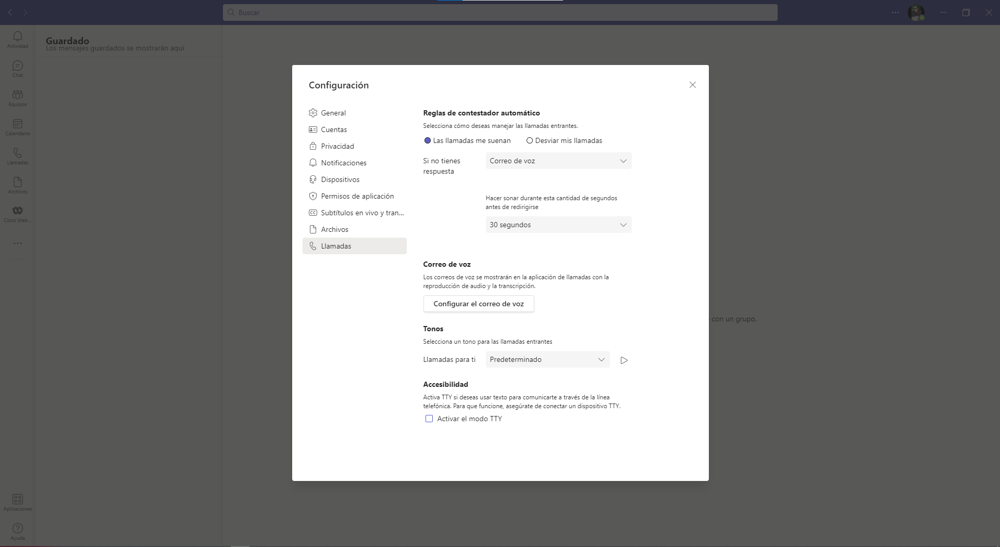 Buscar
Actividad
Chat
Equipos
Calendario
Llamadas
Archivos
Cisco Web...
Aplicaciones
Ayuda
Guardado
Los mensajes guardados se mostrarán aquí
Configuración
General
Cuentas
Privacidad
Notificaciones
Dispositivos
Permisos de aplicación
Subtítulos en vivo y tran...
Archivos
Llamadas
Reglas de contestador automático
Selecciona cómo deseas manejar las llamadas entrantes.
Las llamadas me suenan Desviar mis llamadas
Si no tienes
respuesta
Correo de voz
Hacer sonar durante esta cantidad de segundos
antes de redirigirse
30 segundos
Correo de voz
Los correos de voz se mostrarán en la aplicación de llamadas con la
reproducción de audio y la transcripción.
Configurar el correo de voz
Tonos
Selecciona un tono para las llamadas entrantes
Llamadas para ti Predeterminado
Accesibilidad
Activa TTY si deseas usar texto para comunicarte a través de la línea
telefónica. Para que funcione, asegúrate de conectar un dispositivo TTY.
Activar el modo TTY
con un grupo.